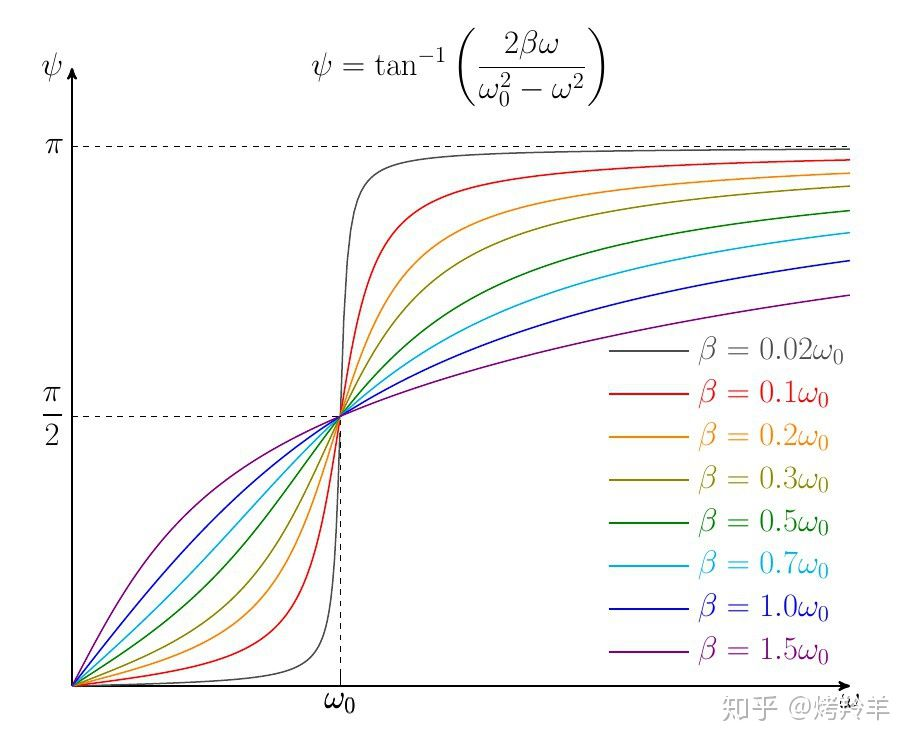 ψ = tan⁻¹ (2βω / (ω₀² − ω²))
ψ
π
π/2
β = 0.02ω₀
β = 0.1ω₀
β = 0.2ω₀
β = 0.3ω₀
β = 0.5ω₀
β = 0.7ω₀
β = 1.0ω₀
β = 1.5ω₀
ω₀
ω
知乎 @烤羚羊